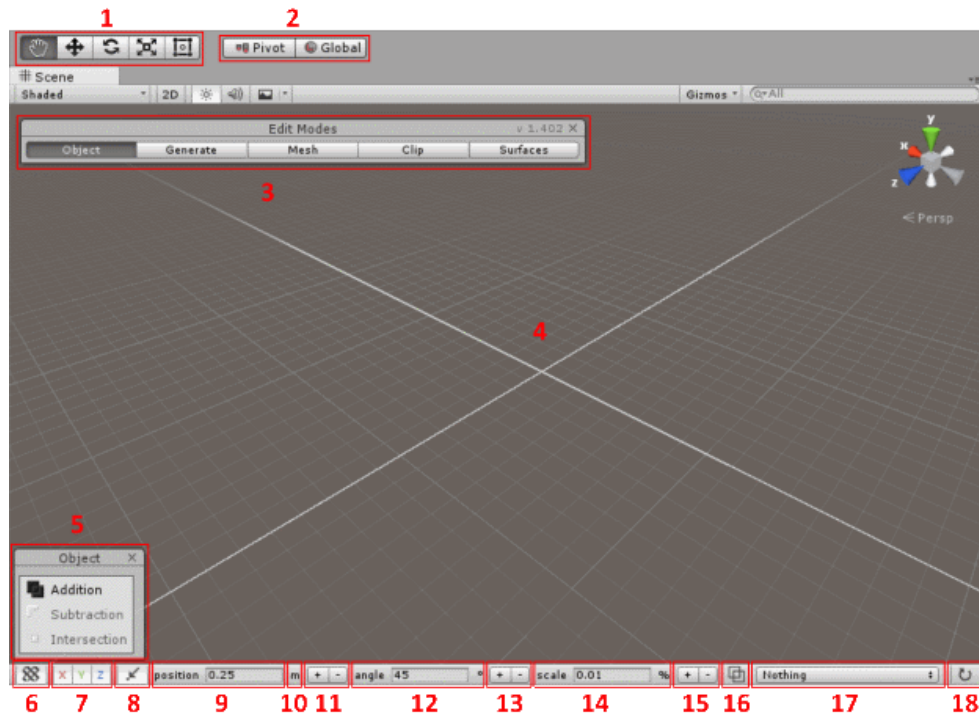 1 2
Pivot Global
Scene
Shaded 2D Gizmos All
Edit Modes v 1.402 X
Object Generate Mesh Clip Surfaces
3
y
x
z
Persp
4
5
Object X
Addition
Subtraction
Intersection
X Y Z position 0.25 m + - angle 45 ° + - scale 0.01 % + - Nothing
6 7 8 9 10 11 12 13 14 15 16 17 18